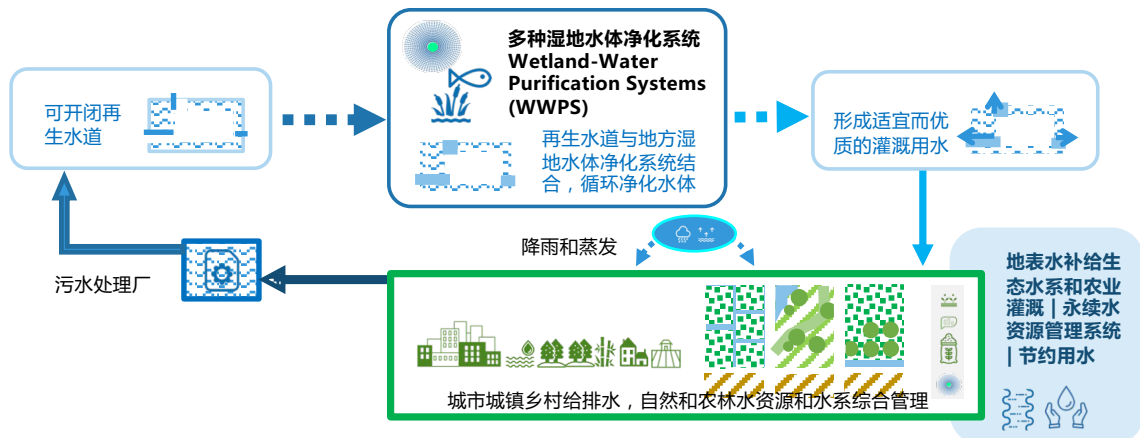 多种湿地水体净化系统
Wetland-Water
Purification Systems
(WWPS)
再生水道与地方湿
地水体净化系统结
合，循环净化水体
可开闭再
生水道
形成适宜而优
质的灌溉用水
降雨和蒸发
污水处理厂
地表水补给生
态水系和农业
灌溉 | 永续水
资源管理系统
| 节约用水
城市城镇乡村给排水，自然和农林水资源和水系综合管理